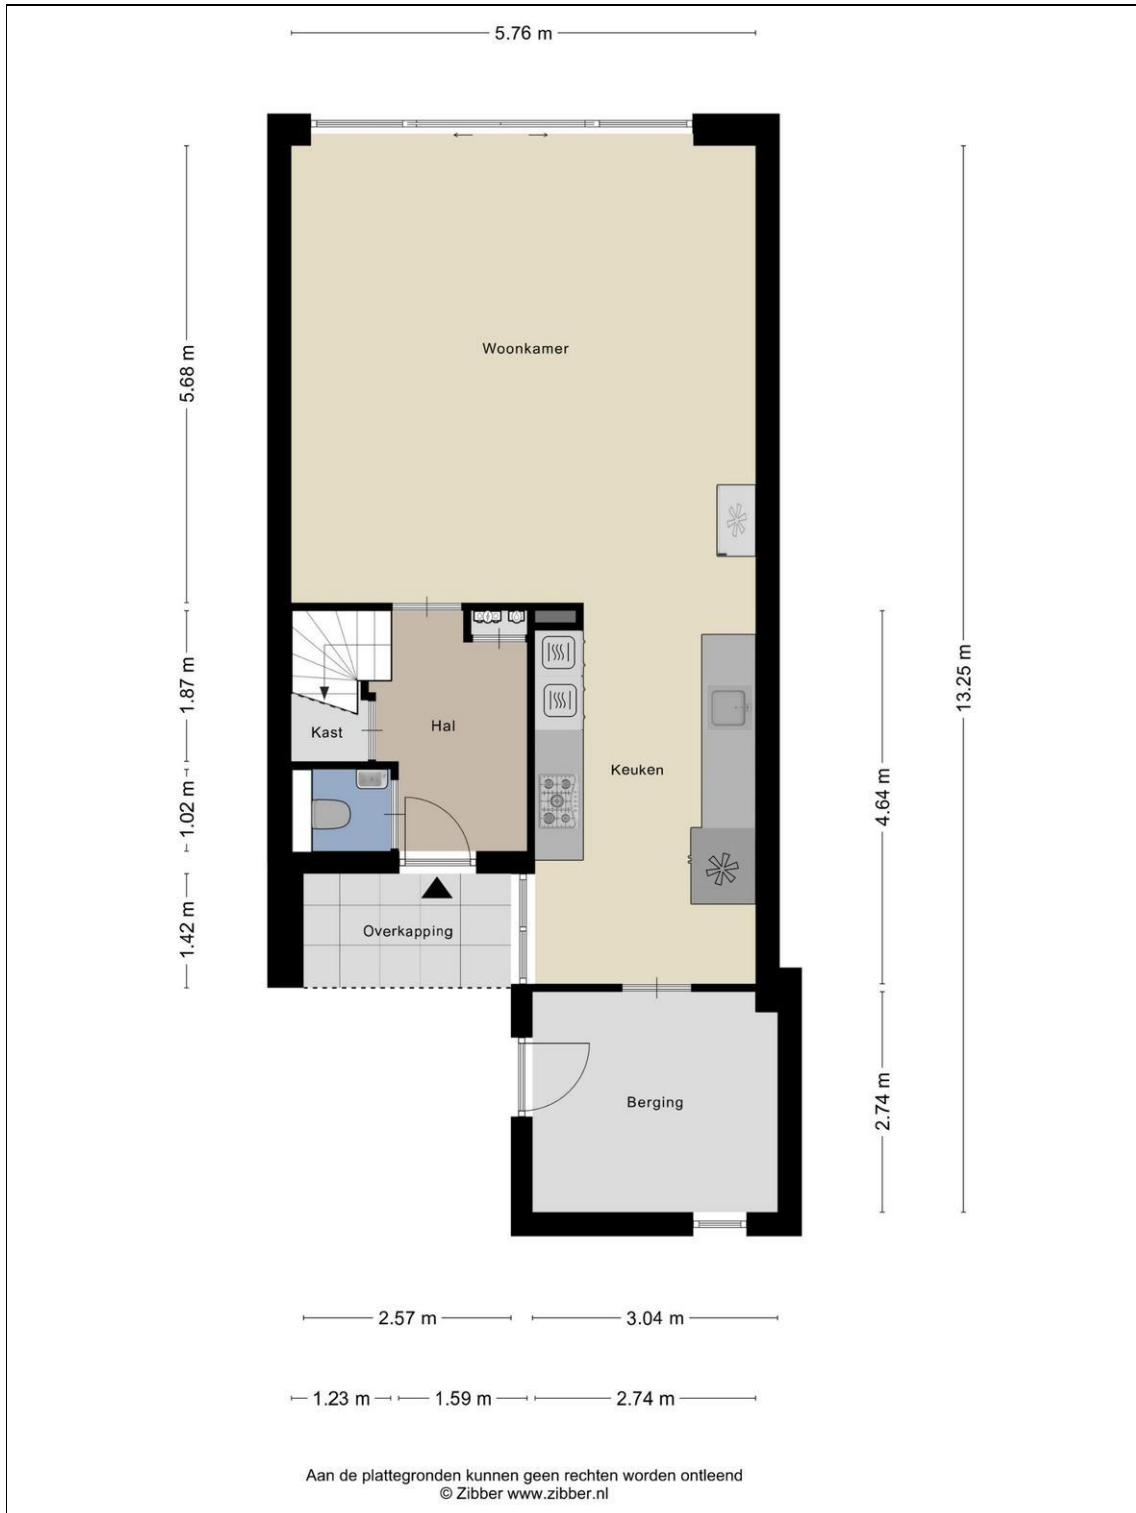 5.76 m
Woonkamer
5.68 m
13.25 m
1.87 m
Hal
Kast
Keuken
4.64 m
1.02 m
Overkapping
1.42 m
Berging
2.74 m
2.57 m
3.04 m
1.23 m
1.59 m
2.74 m
Aan de plattegronden kunnen geen rechten worden ontleend
© Zibber www.zibber.nl